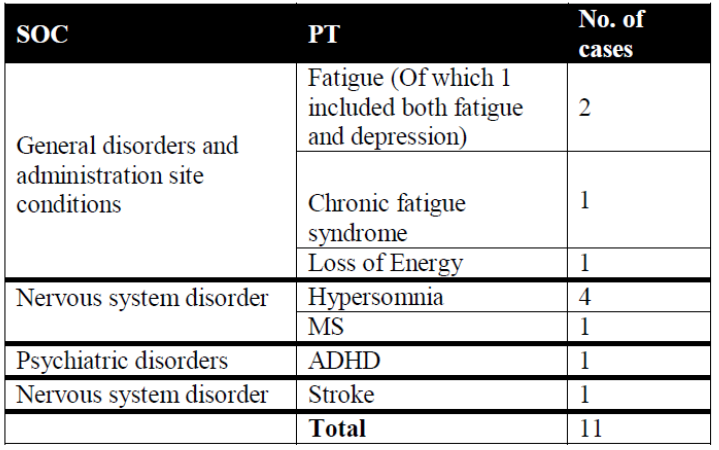 SOC PT No. of
cases
General disorders and
administration site
conditions
Fatigue (Of which 1
included both fatigue
and depression)
2
Chronic fatigue
syndrome
1
Loss of Energy 1
Nervous system disorder Hypersomnia 4
MS 1
Psychiatric disorders ADHD 1
Nervous system disorder Stroke 1
Total 11